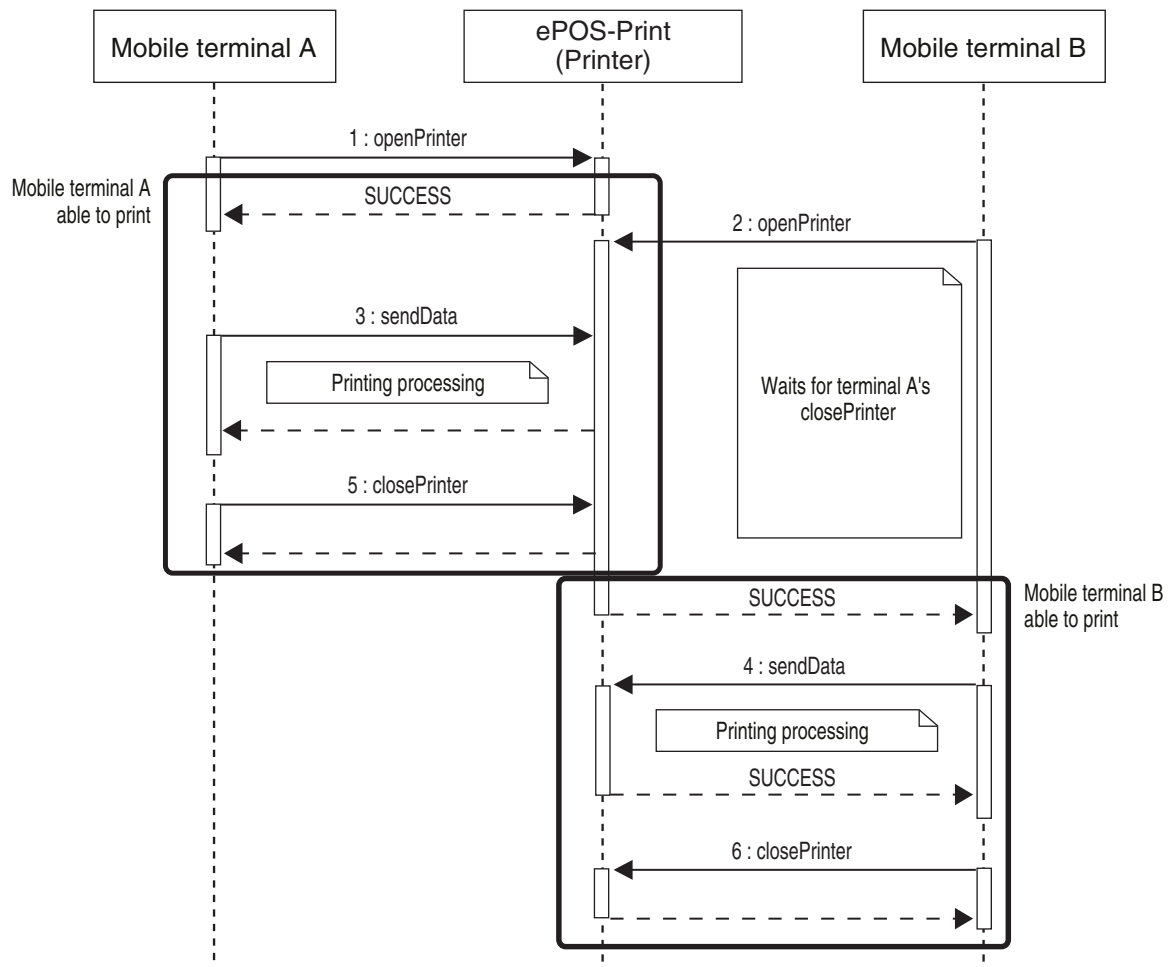 Mobile terminal A
ePOS-Print
(Printer)
Mobile terminal B
1 : openPrinter
Mobile terminal A
able to print
SUCCESS
2 : openPrinter
3 : sendData
Printing processing
Waits for terminal A's
closePrinter
5 : closePrinter
SUCCESS
Mobile terminal B
able to print
4 : sendData
Printing processing
SUCCESS
6 : closePrinter